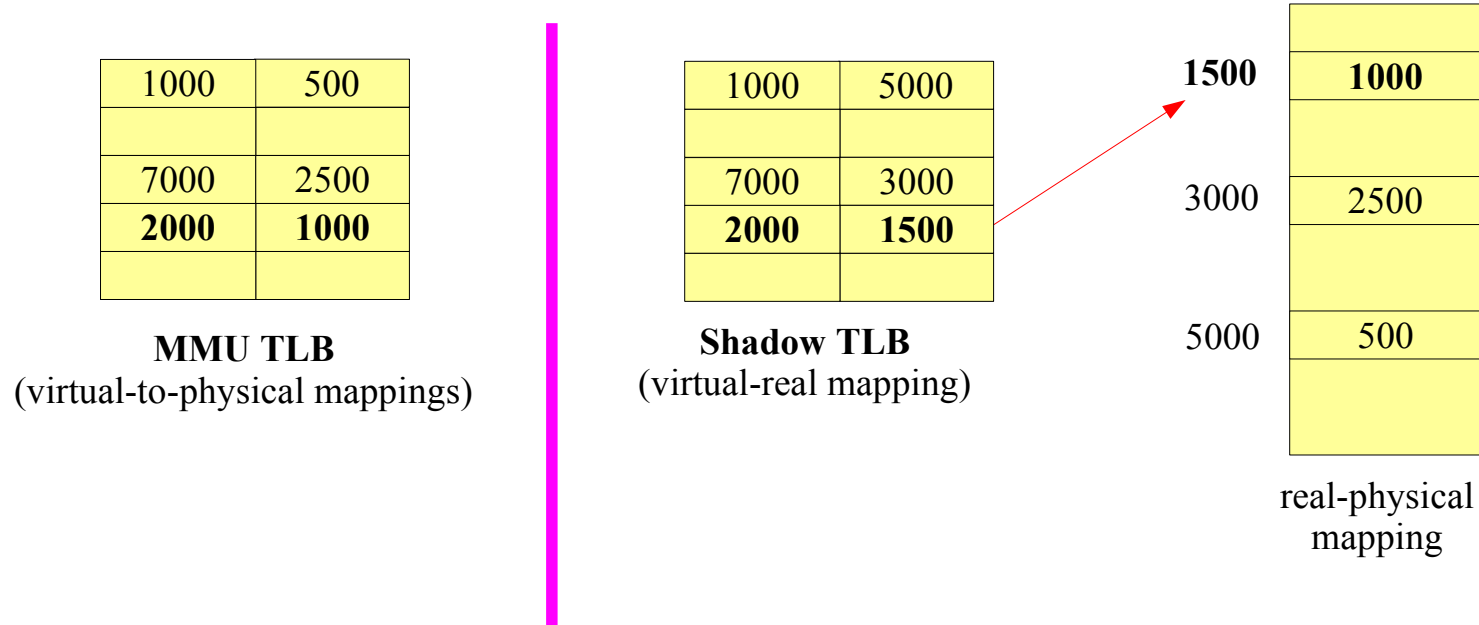 1000 500
7000 2500
2000 1000
MMU TLB
(virtual-to-physical mappings)
1000 5000
7000 3000
2000 1500
Shadow TLB
(virtual-real mapping)
1500 1000
3000 2500
5000 500
real-physical
mapping